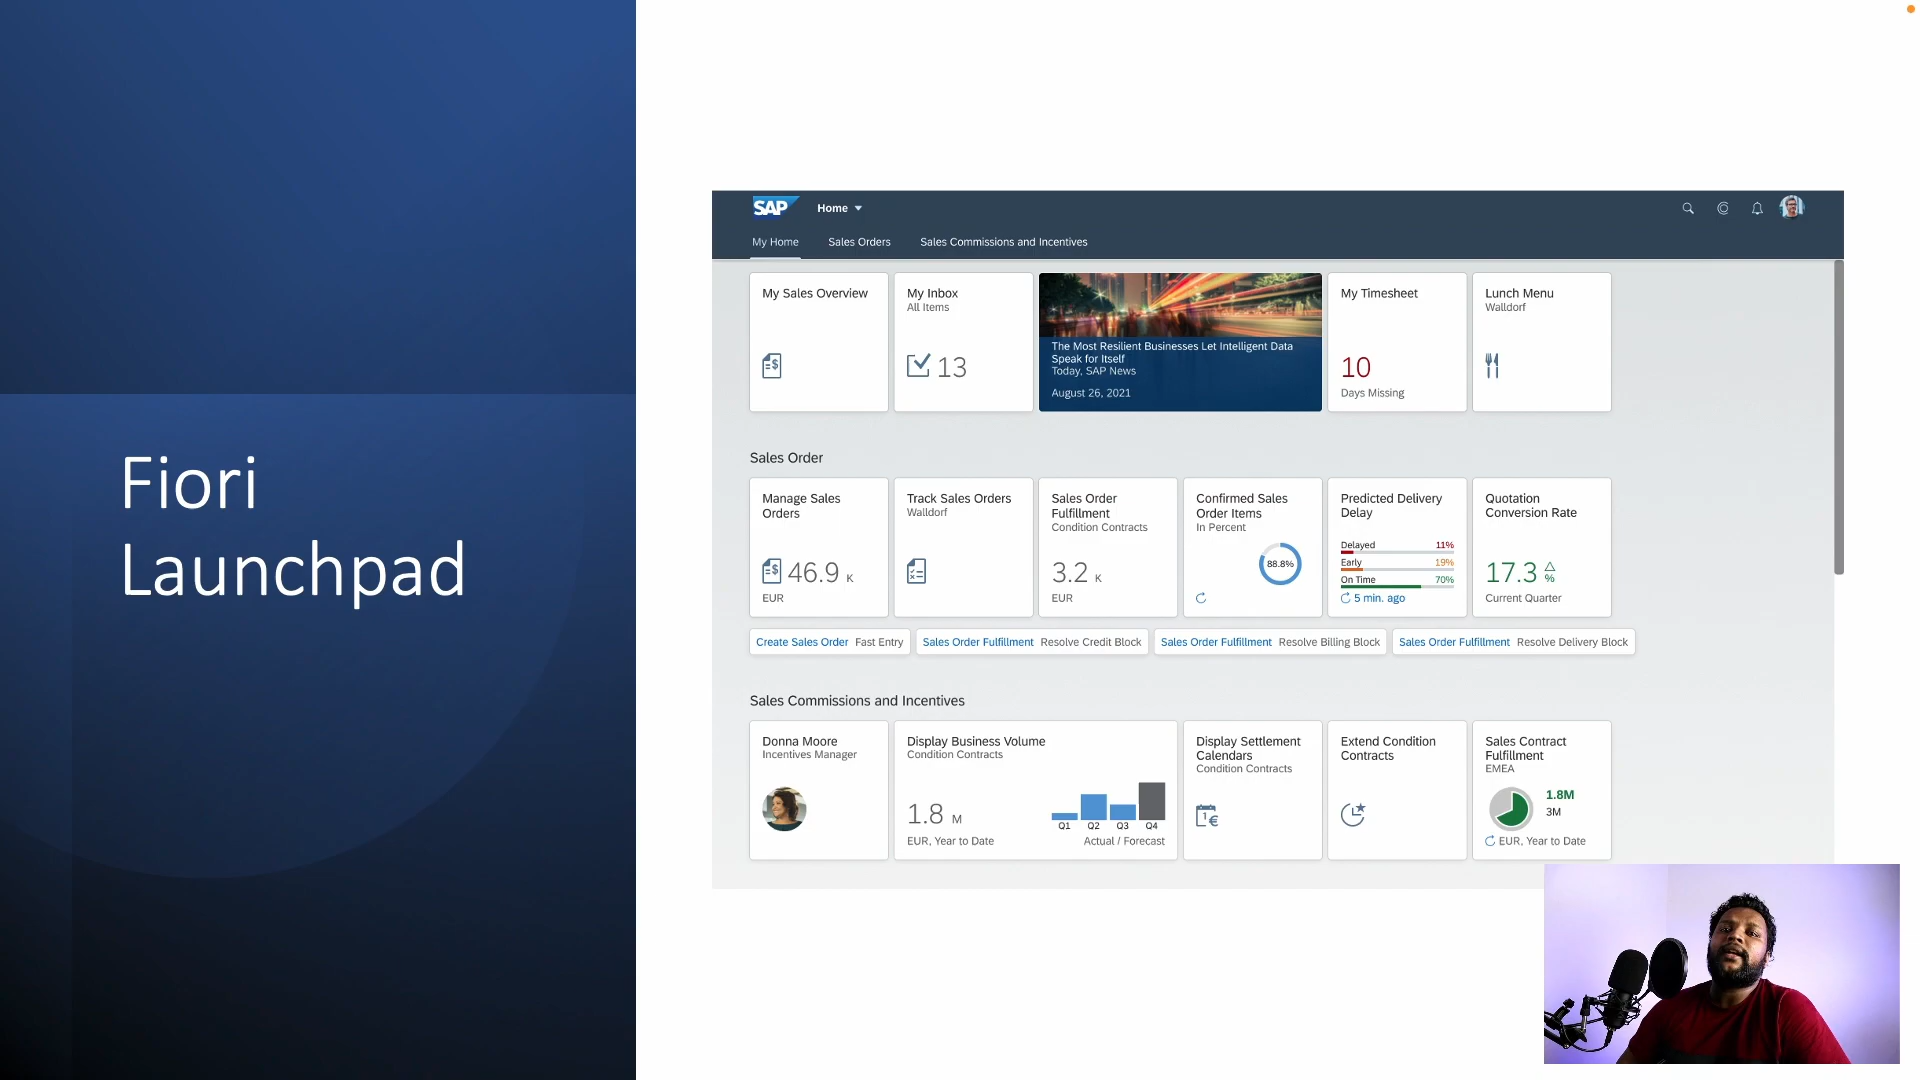 Fiori
Launchpad
SAP
Home
My Home
Sales Orders
Sales Commissions and Incentives
My Sales Overview
My Inbox
All Items
13
The Most Resilient Businesses Let Intelligent Data
Speak for Itself
Today, SAP News
August 26, 2021
My Timesheet
10
Days Missing
Lunch Menu
Walldorf
Sales Order
Manage Sales
Orders
46.9 K
EUR
Track Sales Orders
Walldorf
Sales Order
Fulfillment
Condition Contracts
3.2 K
EUR
Confirmed Sales
Order Items
In Percent
88.8%
Predicted Delivery
Delay
Delayed 11%
Early 19%
On Time 70%
5 min. ago
Quotation
Conversion Rate
17.3 %
Current Quarter
Create Sales Order Fast Entry
Sales Order Fulfillment Resolve Credit Block
Sales Order Fulfillment Resolve Billing Block
Sales Order Fulfillment Resolve Delivery Block
Sales Commissions and Incentives
Donna Moore
Incentives Manager
Display Business Volume
Condition Contracts
1.8 M
EUR, Year to Date
Q1 Q2 Q3 Q4
Actual / Forecast
Display Settlement
Calendars
Condition Contracts
1 €
Extend Condition
Contracts
Sales Contract
Fulfillment
EMEA
1.8M
3M
EUR, Year to Date